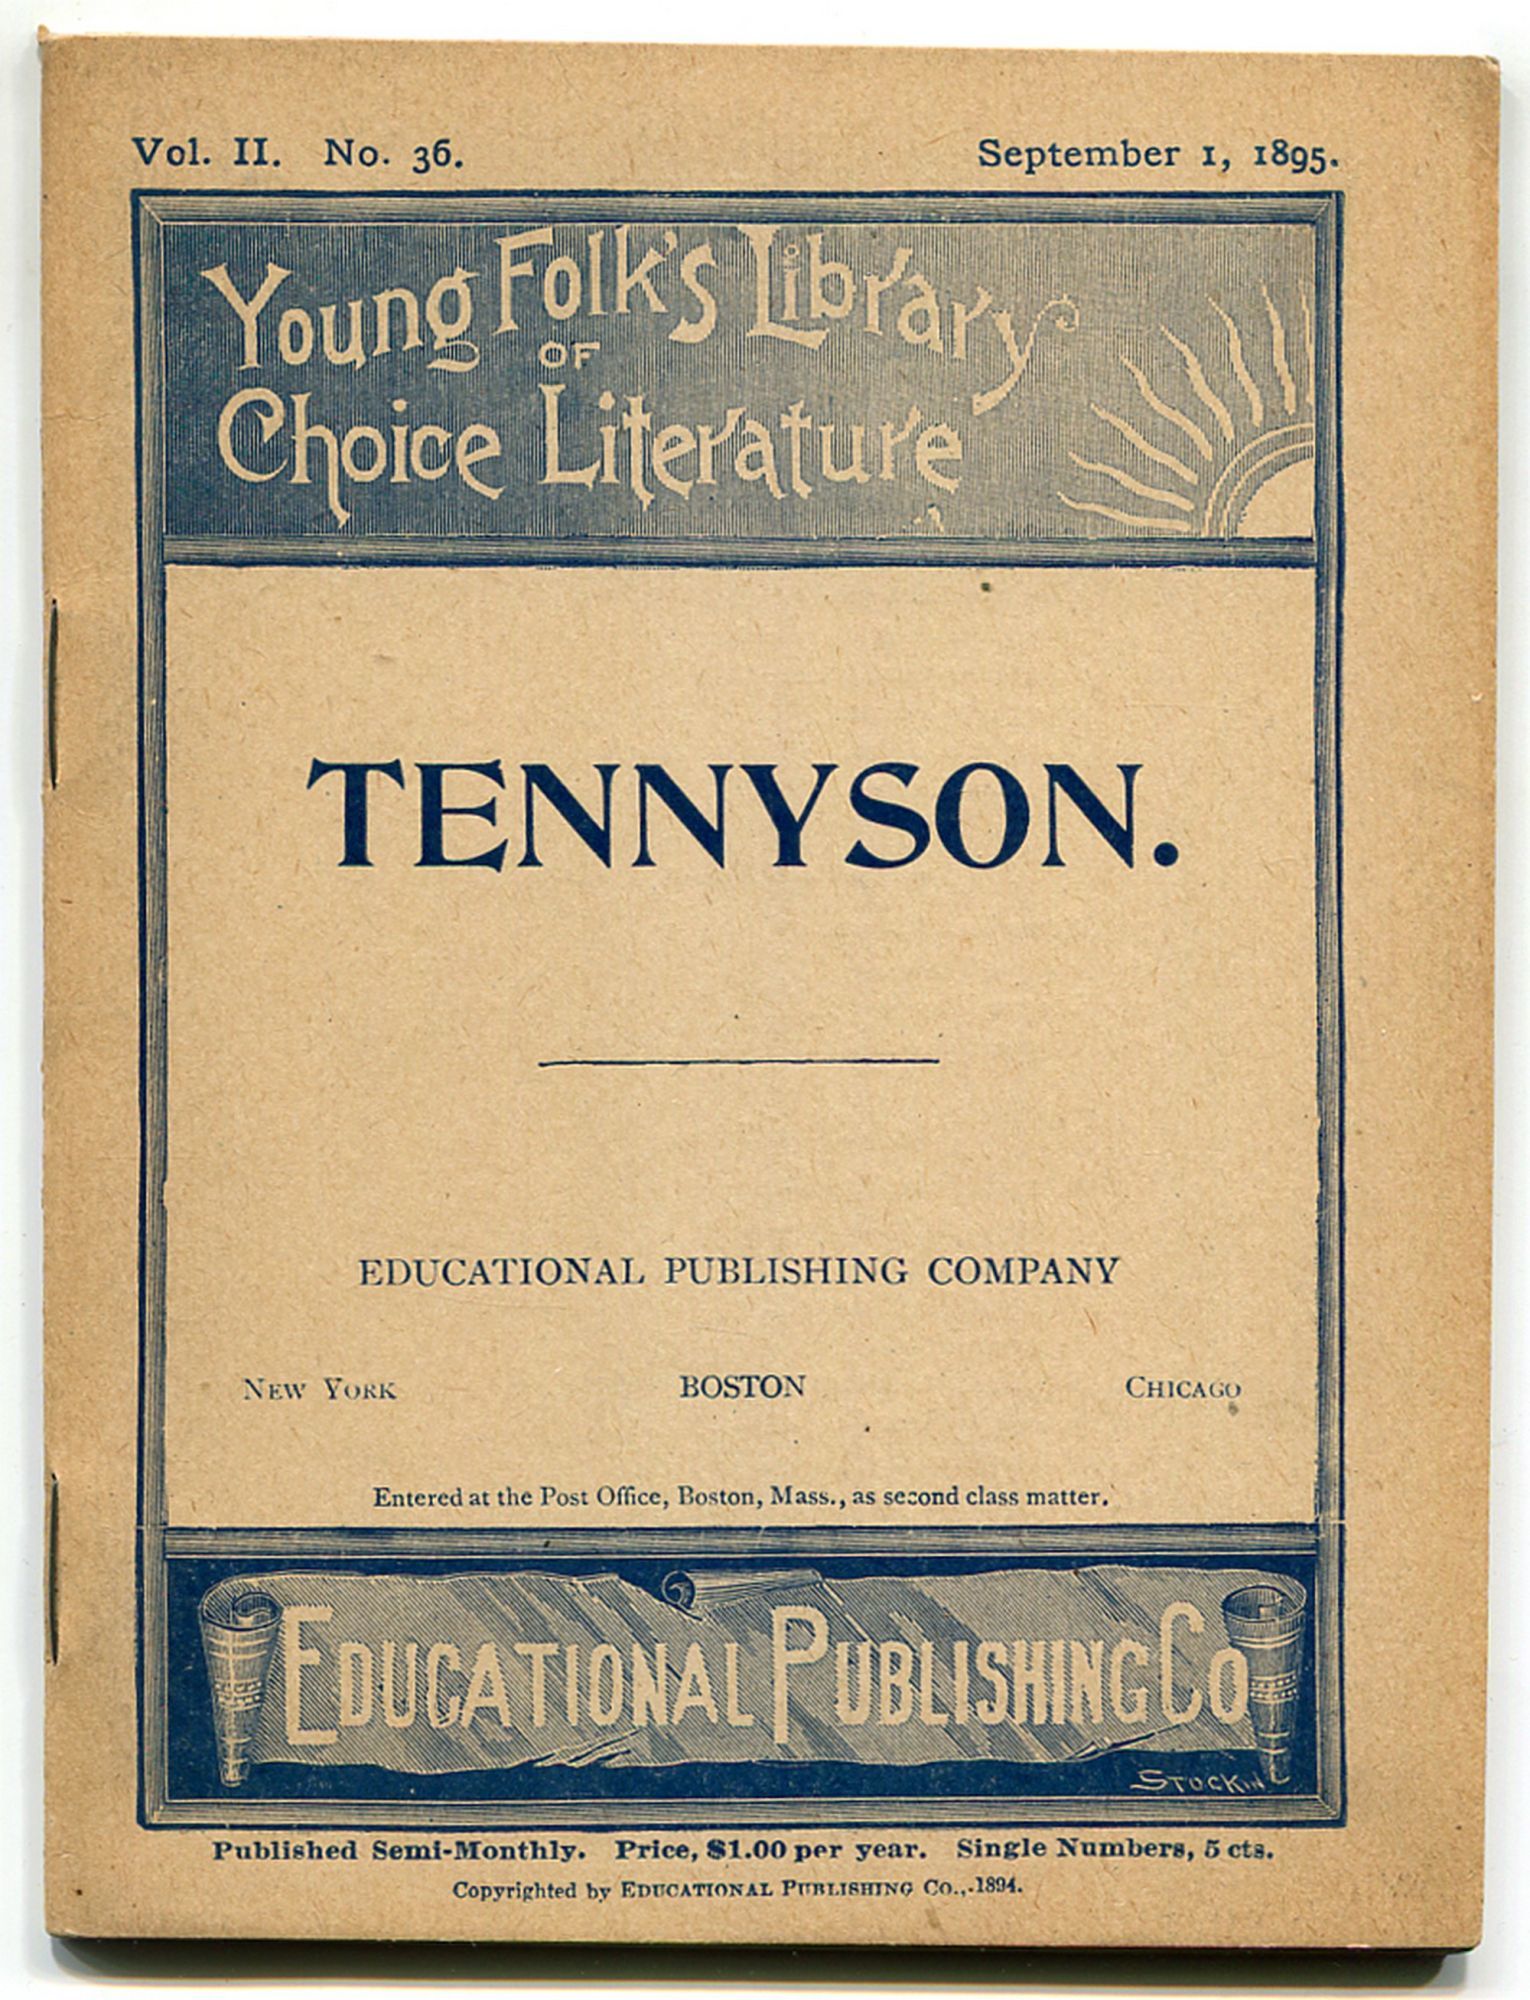 Vol. II. No. 36. September 1, 1895.
Young Folk's Library
OF
Choice Literature
TENNYSON.
EDUCATIONAL PUBLISHING COMPANY
NEW YORK BOSTON CHICAGO
Entered at the Post Office, Boston, Mass., as second class matter.
EDUCATIONAL PUBLISHING CO
STOCKIN
Published Semi-Monthly. Price, $1.00 per year. Single Numbers, 5 cts.
Copyrighted by EDUCATIONAL PUBLISHING CO., 1894.